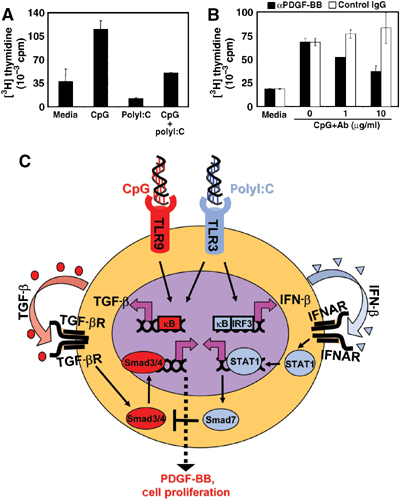 A
[³H] thymidine
(10⁻³ cpm)
140
105
70
35
0
Media
CpG
PolyI:C
CpG
+
polyI:C
B
αPDGF-BB
Control IgG
[³H] thymidine
(10⁻³ cpm)
100
75
50
25
0
Media
0
1
10
CpG+Ab (µg/ml)
C
CpG
PolyI:C
TLR9
TLR3
TGF-β
κB
κB
IRF3
IFN-β
TGF-β
TGF-βR
TGF-βR
Smad3/4
STAT1
STAT1
IFNAR
IFNAR
IFN-β
Smad3/4
Smad7
PDGF-BB,
cell proliferation